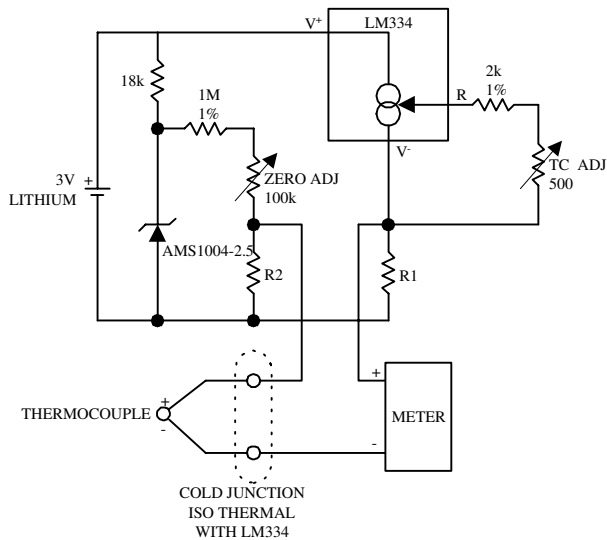 V+
LM334
18k
1M
1%
R
2k
1%
V-
3V
+
LITHIUM
ZERO ADJ
100k
TC ADJ
500
AMS1004-2.5
R2
R1
+
+
THERMOCOUPLE
-
-
METER
COLD JUNCTION
ISO THERMAL
WITH LM334